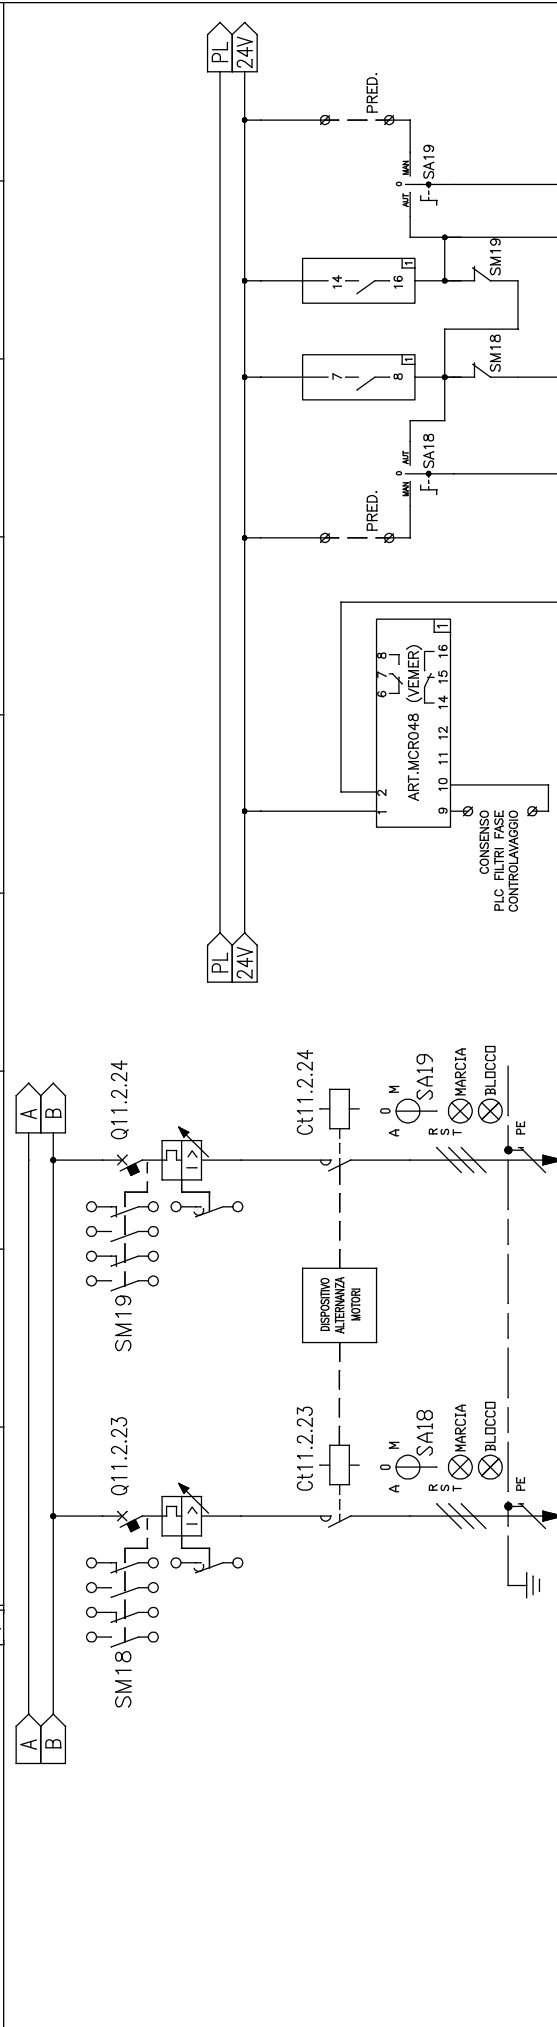 A
B
A
B
SM18
Q11.2.23
I >
SM19
Q11.2.24
I >
Ct11.2.23
DISPOSITIVO
ALTERNANZA
MOTORI
Ct11.2.24
A 0 M
SA18
R S T
MARCIA
BLOCCO
PE
A 0 M
SA19
R S T
MARCIA
BLOCCO
PE
PL
24V
PL
24V
1 2
6 7 8
ART.MCR048 (VEMER)
9 10 11 12 14 15 16
1
CONSENSO
PLC FILTRI FASE
CONTROLAVAGGIO
PRED.
MAN 0 AUT
SA18
7
8
1
SM18
14
16
1
SM19
PRED.
AUT 0 MAN
SA19